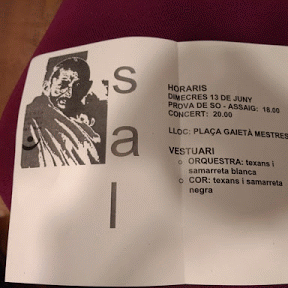 sal
HORARIS
DIMECRES 13 DE JUNY
PROVA DE SO - ASSAIG: 18.00
CONCERT: 20.00
LLOC: PLAÇA GAIETÀ MESTRES
VESTUARI
○ ORQUESTRA: texans i
samarreta blanca
○ COR: texans i samarreta
negra